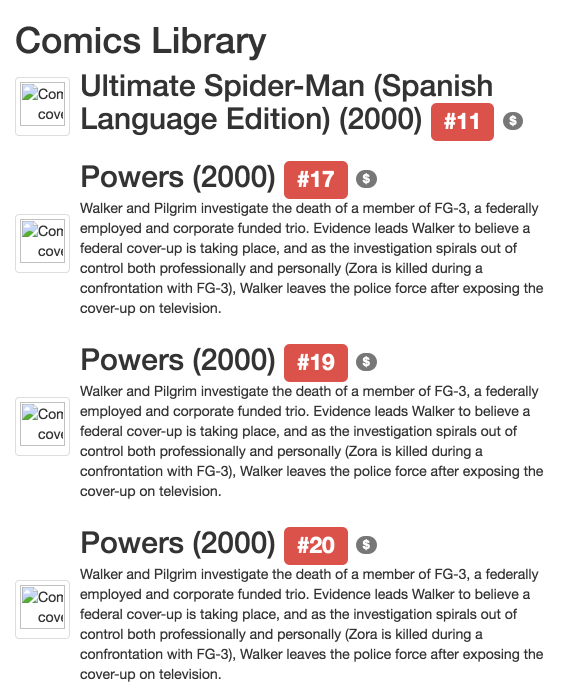 Comics Library
Com
cove
Ultimate Spider-Man (Spanish
Language Edition) (2000) #11 $
Powers (2000) #17 $
Com
cove
Walker and Pilgrim investigate the death of a member of FG-3, a federally
employed and corporate funded trio. Evidence leads Walker to believe a
federal cover-up is taking place, and as the investigation spirals out of
control both professionally and personally (Zora is killed during a
confrontation with FG-3), Walker leaves the police force after exposing the
cover-up on television.
Powers (2000) #19 $
Com
cove
Walker and Pilgrim investigate the death of a member of FG-3, a federally
employed and corporate funded trio. Evidence leads Walker to believe a
federal cover-up is taking place, and as the investigation spirals out of
control both professionally and personally (Zora is killed during a
confrontation with FG-3), Walker leaves the police force after exposing the
cover-up on television.
Powers (2000) #20 $
Com
cove
Walker and Pilgrim investigate the death of a member of FG-3, a federally
employed and corporate funded trio. Evidence leads Walker to believe a
federal cover-up is taking place, and as the investigation spirals out of
control both professionally and personally (Zora is killed during a
confrontation with FG-3), Walker leaves the police force after exposing the
cover-up on television.